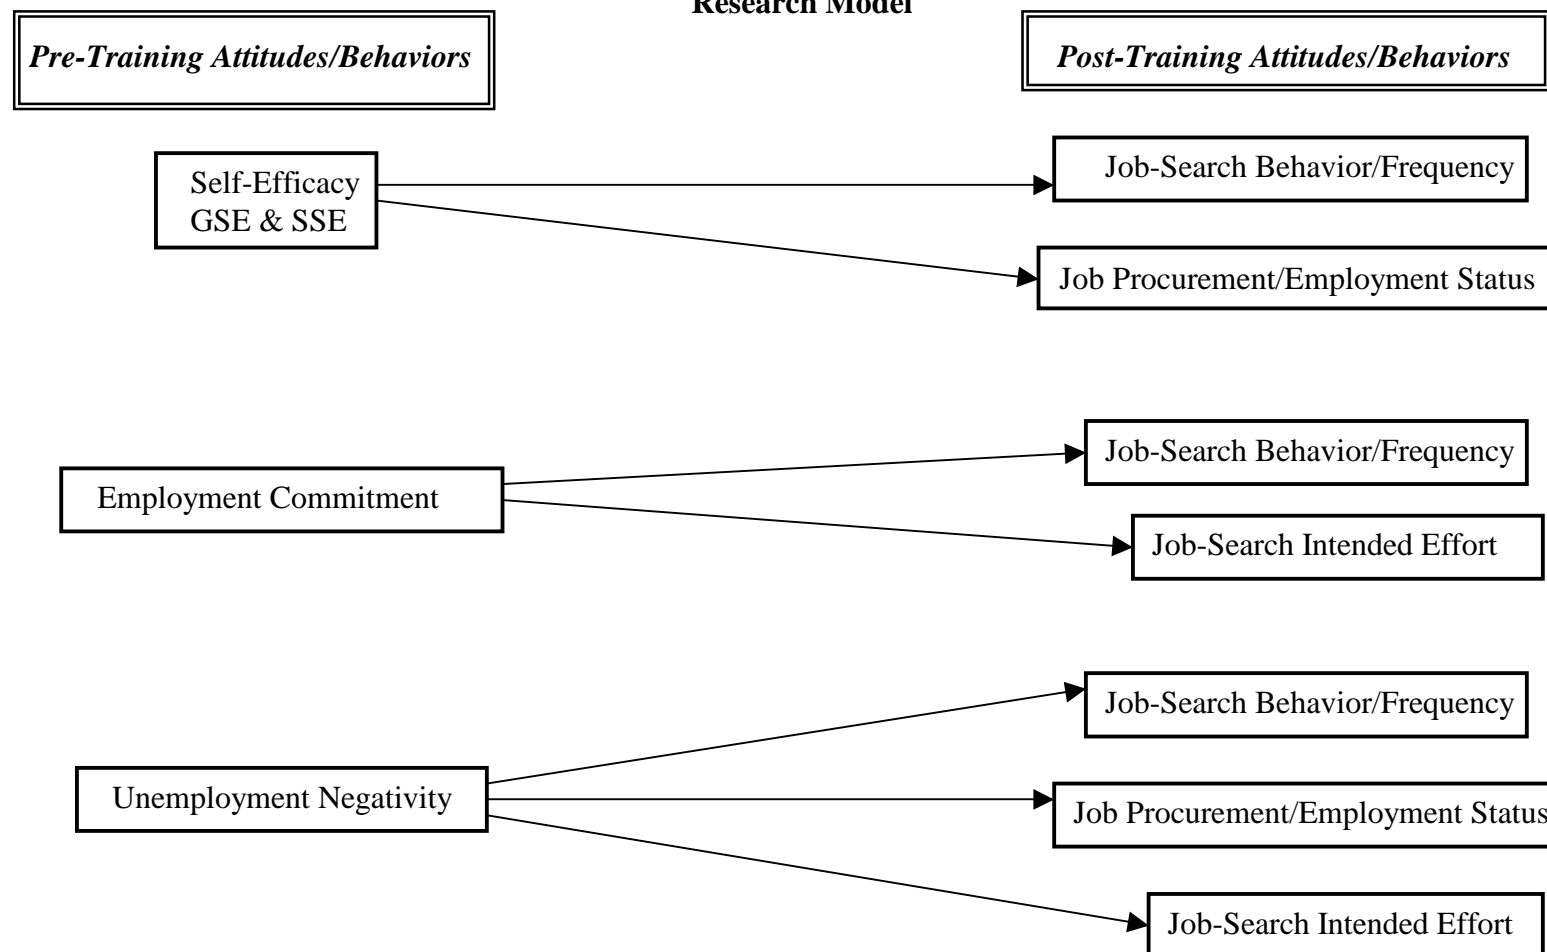 Research Model
Pre-Training Attitudes/Behaviors
Post-Training Attitudes/Behaviors
Self-Efficacy
GSE & SSE
Job-Search Behavior/Frequency
Job Procurement/Employment Status
Employment Commitment
Job-Search Behavior/Frequency
Job-Search Intended Effort
Unemployment Negativity
Job-Search Behavior/Frequency
Job Procurement/Employment Status
Job-Search Intended Effort